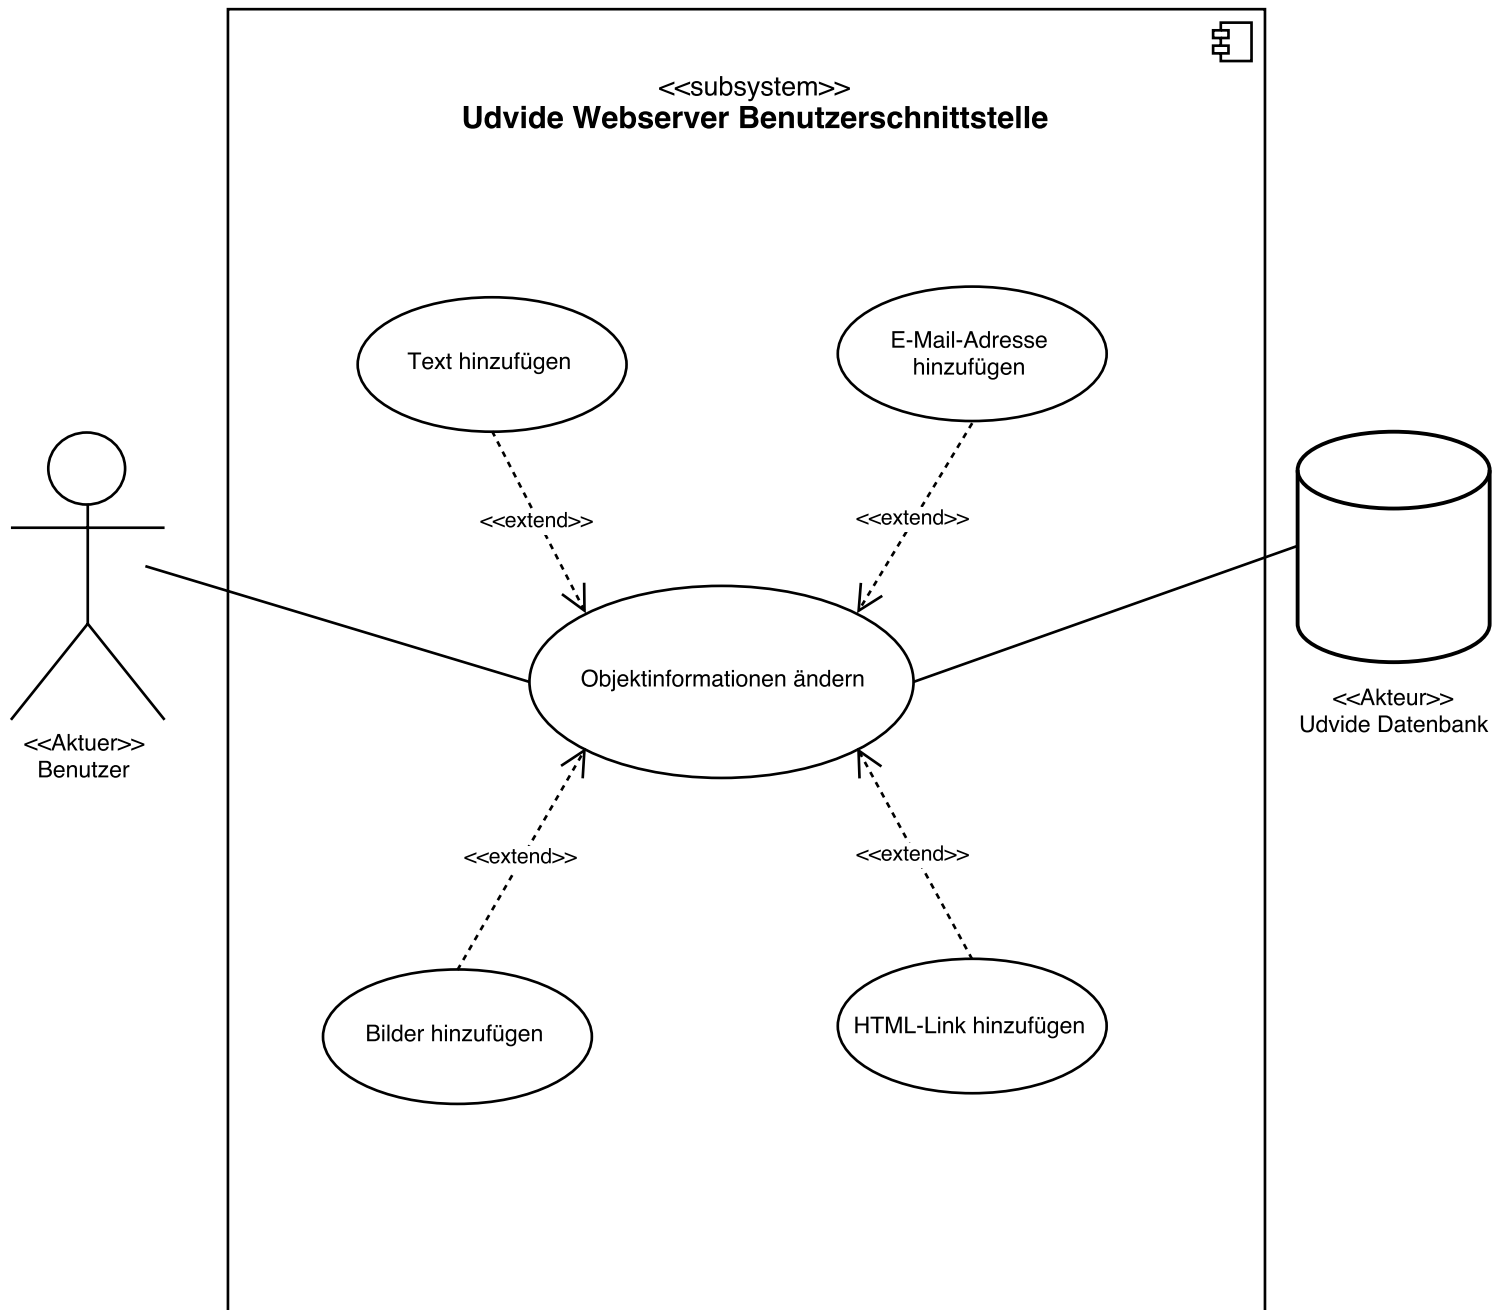 <<subsystem>>
Udvide Webserver Benutzerschnittstelle
Text hinzufügen
E-Mail-Adresse
hinzufügen
<<extend>>
<<extend>>
Objektinformationen ändern
<<Aktuer>>
Benutzer
<<Akteur>>
Udvide Datenbank
<<extend>>
<<extend>>
Bilder hinzufügen
HTML-Link hinzufügen